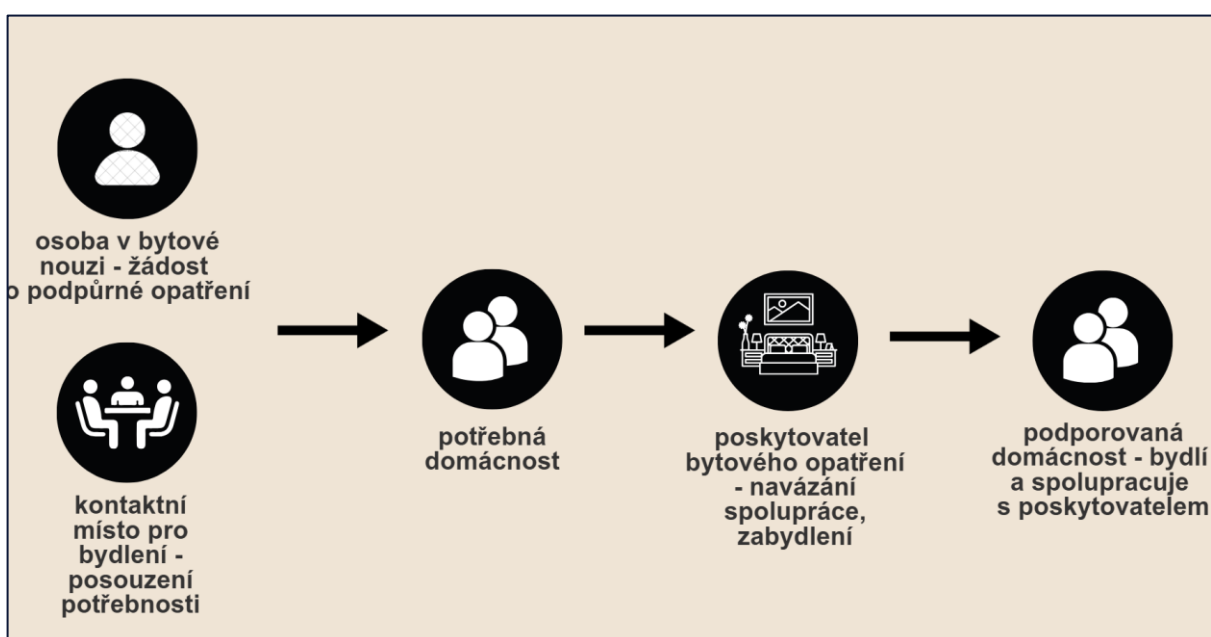 osoba v bytové
nouzi - žádost
o podpůrné opatření
kontaktní
místo pro
bydlení -
posouzení
potřebnosti
potřebná
domácnost
poskytovatel
bytového opatření
- navázání
spolupráce,
zabydlení
podporovaná
domácnost - bydlí
a spolupracuje
s poskytovatelem